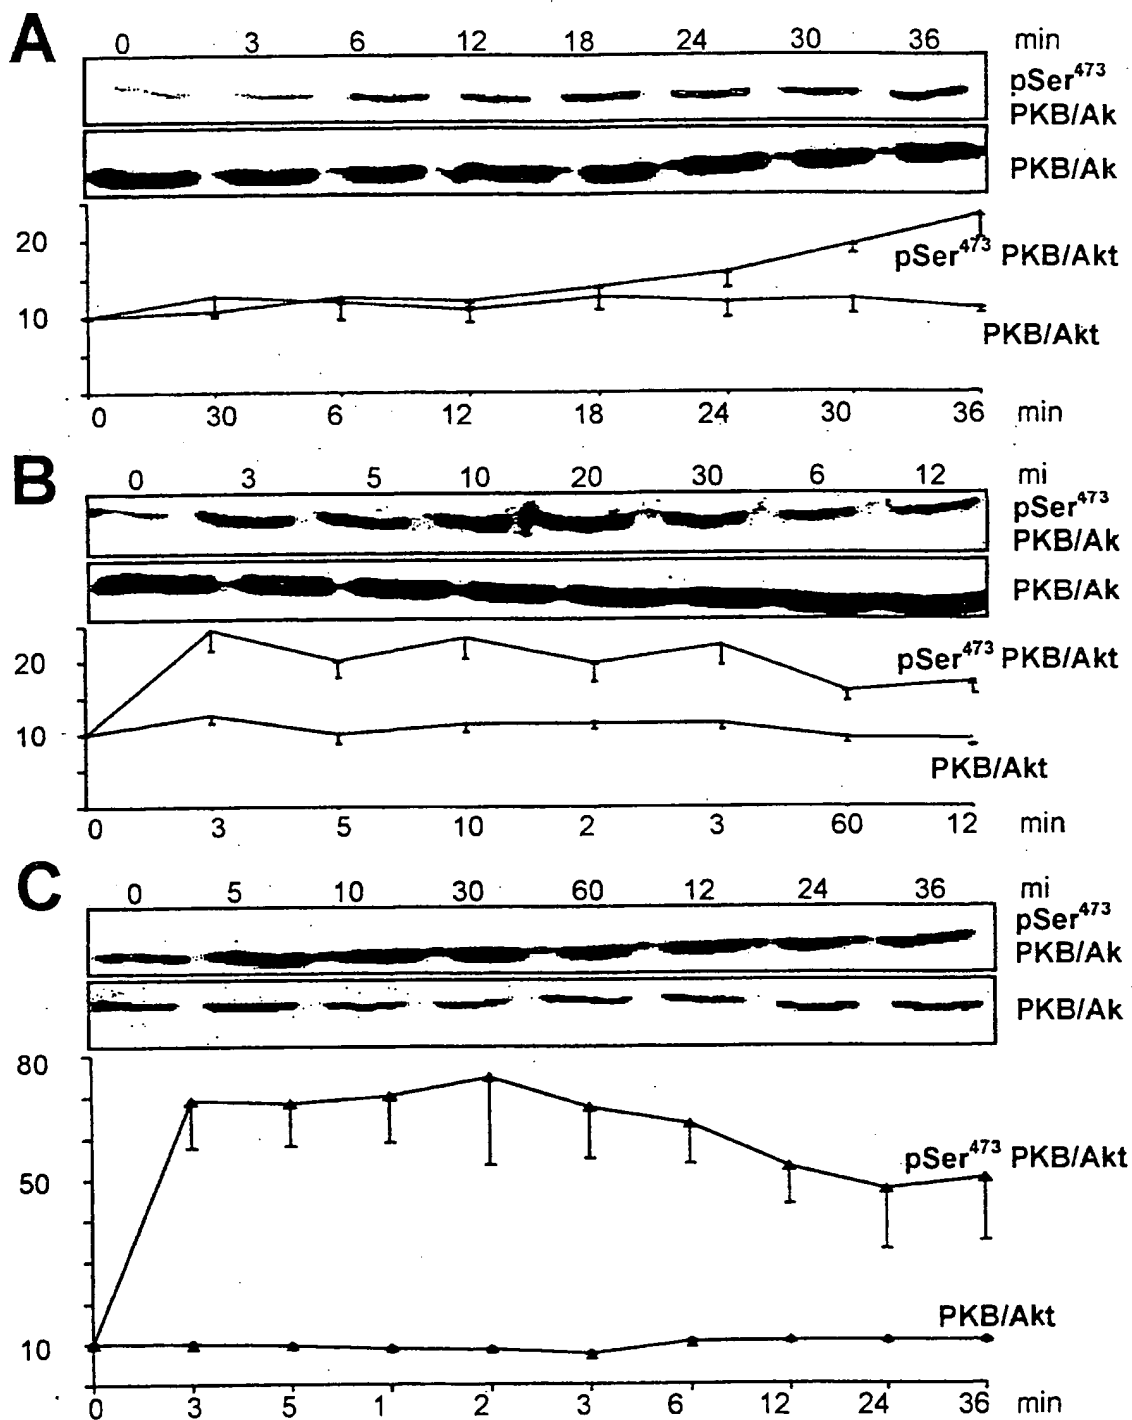 A
0 3 6 12 18 24 30 36 min
pSer473
PKB/Ak
PKB/Ak
20
pSer473 PKB/Akt
10
PKB/Akt
0 30 6 12 18 24 30 36 min
B
0 3 5 10 20 30 6 12 mi
pSer473
PKB/Ak
PKB/Ak
20
pSer473 PKB/Akt
10
PKB/Akt
0 3 5 10 2 3 60 12 min
C
0 5 10 30 60 12 24 36 mi
pSer473
PKB/Ak
PKB/Ak
80
pSer473 PKB/Akt
50
PKB/Akt
10
0 3 5 1 2 3 6 12 24 36 min